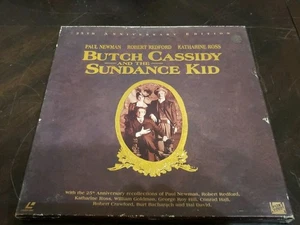 25th Anniversary Edition
PAUL NEWMAN ROBERT REDFORD KATHARINE ROSS
BUTCH CASSIDY
AND THE
SUNDANCE KID
With the 25th Anniversary recollections of Paul Newman, Robert Redford,
Katharine Ross, William Goldman, George Roy Hill, Conrad Hall,
Robert Crawford, Burt Bacharach and Hal David.